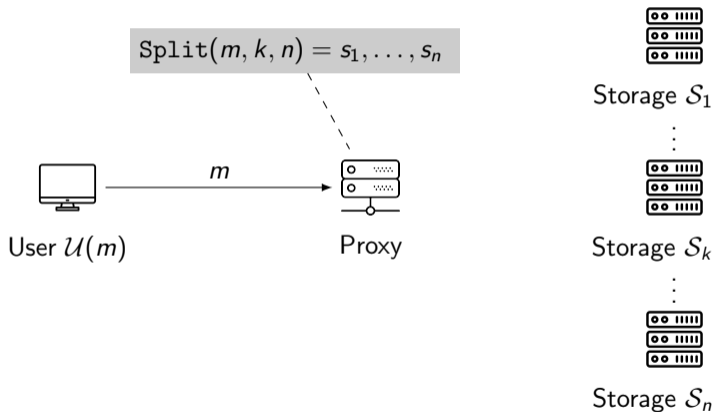 Split(m, k, n) = s₁, . . . , sₙ
Storage 𝒮₁
m
User 𝒰(m)
Proxy
Storage 𝒮ₖ
Storage 𝒮ₙ